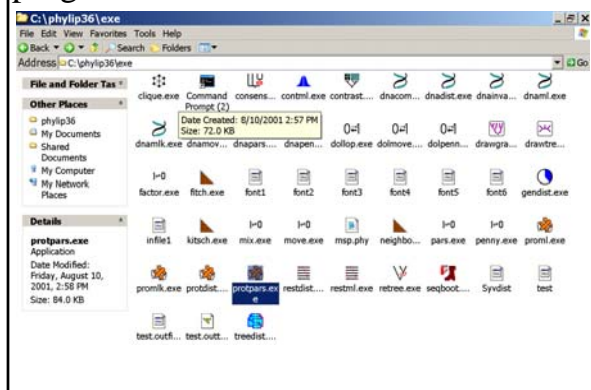 C:\phylip36\exe
File Edit View Favorites Tools Help
Back Search Folders
Address C:\phylip36\exe Go
File and Folder Tas
Other Places
phylip36
My Documents
Shared
Documents
My Computer
My Network
Places
Details
protpars.exe
Application
Date Modified:
Friday, August 10,
2001, 2:58 PM
Size: 84.0 KB
clique.exe Command consens... contml.exe contrast.... dnacom... dnadist.exe dnainva... dnaml.exe
Prompt (2)
Date Created: 8/10/2001 2:57 PM
Size: 72.0 KB
dnamlk.exe dnamov... dnapars.... dnapen... dollop.exe dolmove... dolpenn... drawgra... drawtre...
factor.exe fitch.exe font1 font2 font3 font4 font5 font6 gendist.exe
infile1 kitsch.exe mix.exe move.exe msp.phy neighbo... pars.exe penny.exe proml.exe
promlk.exe protdist.... protpars.ex restdist.... restml.exe retree.exe seqboot.... Syvdist test
e
test.outfi... test.outt... treedist....